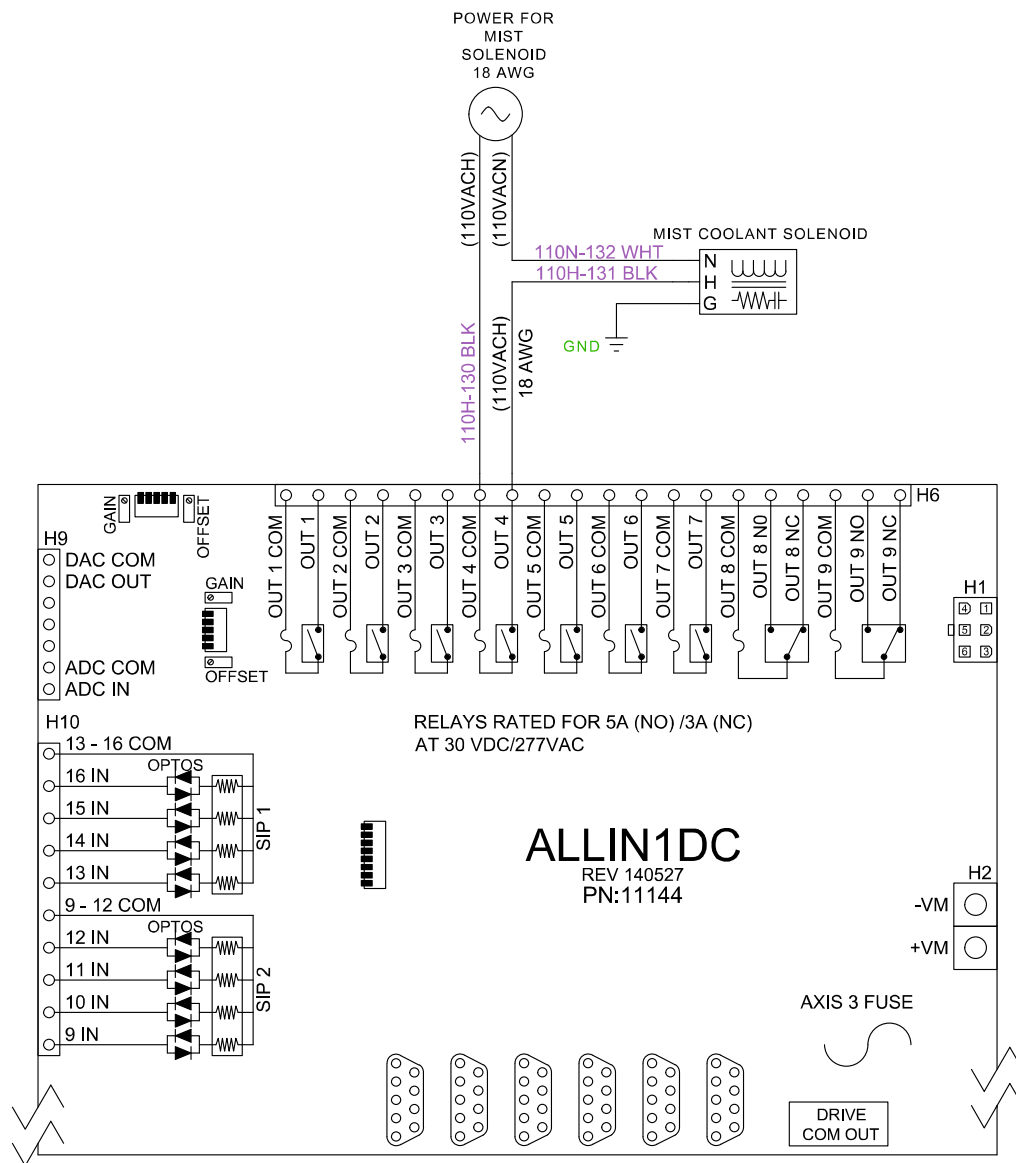 POWER FOR
MIST
SOLENOID
18 AWG
(110VACH)
(110VACN)
MIST COOLANT SOLENOID
110N-132 WHT
110H-131 BLK
N
H
G
GND
110H-130 BLK
(110VACH)
18 AWG
H6
GAIN
OFFSET
OUT 1 COM
OUT 1
OUT 2 COM
OUT 2
OUT 3 COM
OUT 3
OUT 4 COM
OUT 4
OUT 5 COM
OUT 5
OUT 6 COM
OUT 6
OUT 7 COM
OUT 7
OUT 8 COM
OUT 8 N0
OUT 8 NC
OUT 9 COM
OUT 9 NO
OUT 9 NC
H9
DAC COM
DAC OUT
ADC COM
ADC IN
GAIN
OFFSET
H1
4 1
5 2
6 3
RELAYS RATED FOR 5A (NO) /3A (NC)
AT 30 VDC/277VAC
H10
13 - 16 COM
OPTOS
16 IN
15 IN
14 IN
13 IN
SIP 1
9 - 12 COM
OPTOS
12 IN
11 IN
10 IN
9 IN
SIP 2
ALLIN1DC
REV 140527
PN:11144
H2
-VM
+VM
AXIS 3 FUSE
DRIVE
COM OUT